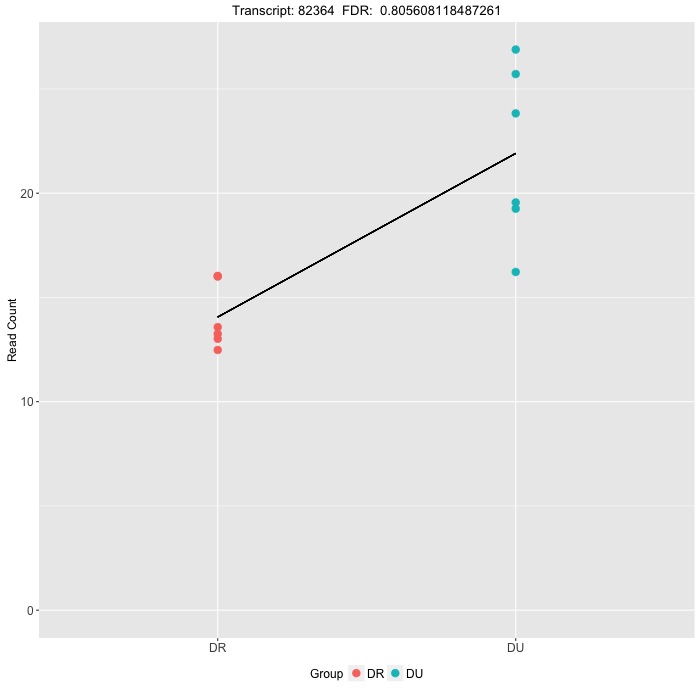 Transcript: 82364  FDR:  0.805608118487261
Read Count
20
10
0
DR DU
Group DR DU